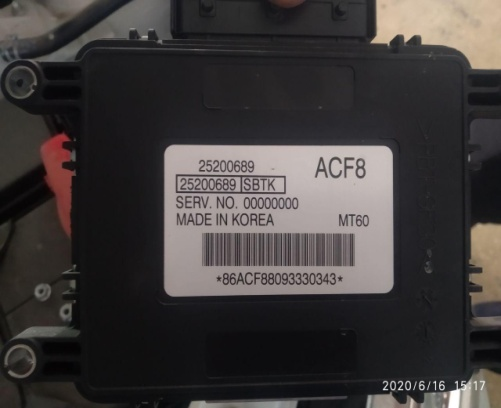 25200689 ACF8
25200689 SBTK
SERV. NO. 00000000
MADE IN KOREA MT60
*86ACF88093330343*
2020/6/16 15:17